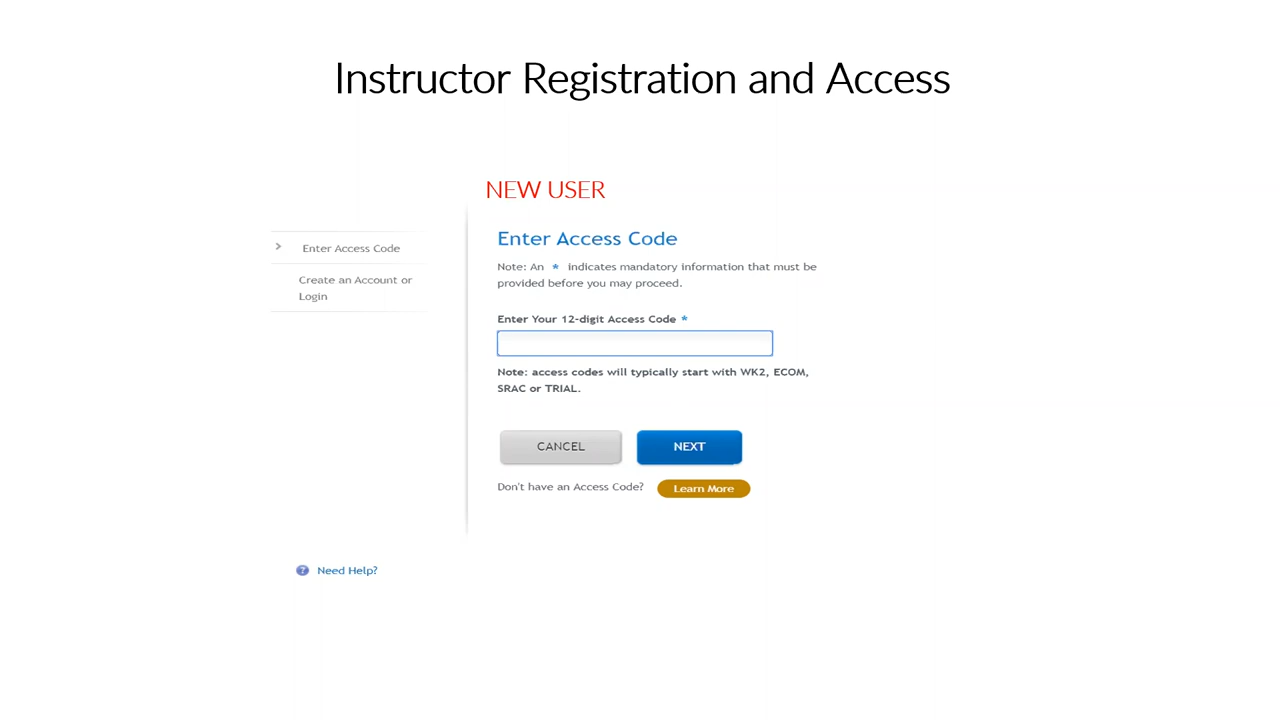 Instructor Registration and Access
NEW USER
Enter Access Code
Create an Account or
Login
Enter Access Code
Note: An * indicates mandatory information that must be
provided before you may proceed.
Enter Your 12-digit Access Code *
Note: access codes will typically start with WK2, ECOM,
SRAC or TRIAL.
CANCEL
NEXT
Don't have an Access Code?
Learn More
Need Help?